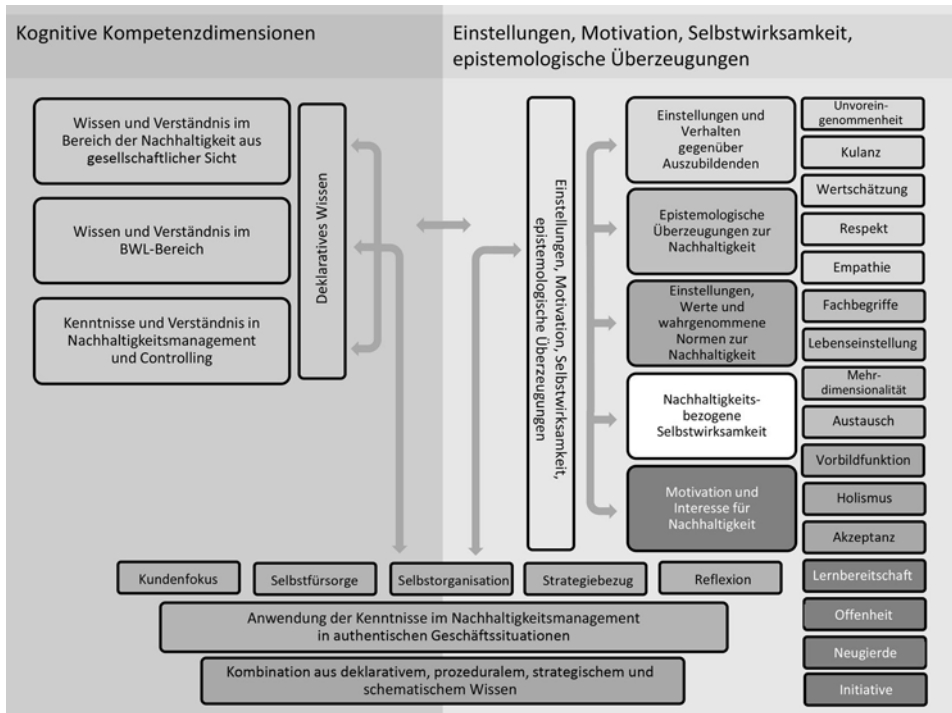 Kognitive Kompetenzdimensionen
Einstellungen, Motivation, Selbstwirksamkeit,
epistemologische Überzeugungen
Wissen und Verständnis im
Bereich der Nachhaltigkeit aus
gesellschaftlicher Sicht
Wissen und Verständnis im
BWL-Bereich
Kenntnisse und Verständnis in
Nachhaltigkeitsmanagement
und Controlling
Deklaratives Wissen
Einstellungen, Motivation, Selbstwirksamkeit,
epistemologische Überzeugungen
Einstellungen und
Verhalten
gegenüber
Auszubildenden
Epistemologische
Überzeugungen zur
Nachhaltigkeit
Einstellungen,
Werte und
wahrgenommene
Normen zur
Nachhaltigkeit
Nachhaltigkeits-
bezogene
Selbstwirksamkeit
Motivation und
Interesse für
Nachhaltigkeit
Unvorein-
genommenheit
Kulanz
Wertschätzung
Respekt
Empathie
Fachbegriffe
Lebenseinstellung
Mehr-
dimensionalität
Austausch
Vorbildfunktion
Holismus
Akzeptanz
Lernbereitschaft
Offenheit
Neugierde
Initiative
Kundenfokus
Selbstfürsorge
Selbstorganisation
Strategiebezug
Reflexion
Anwendung der Kenntnisse im Nachhaltigkeitsmanagement
in authentischen Geschäftssituationen
Kombination aus deklarativem, prozeduralem, strategischem und
schematischem Wissen